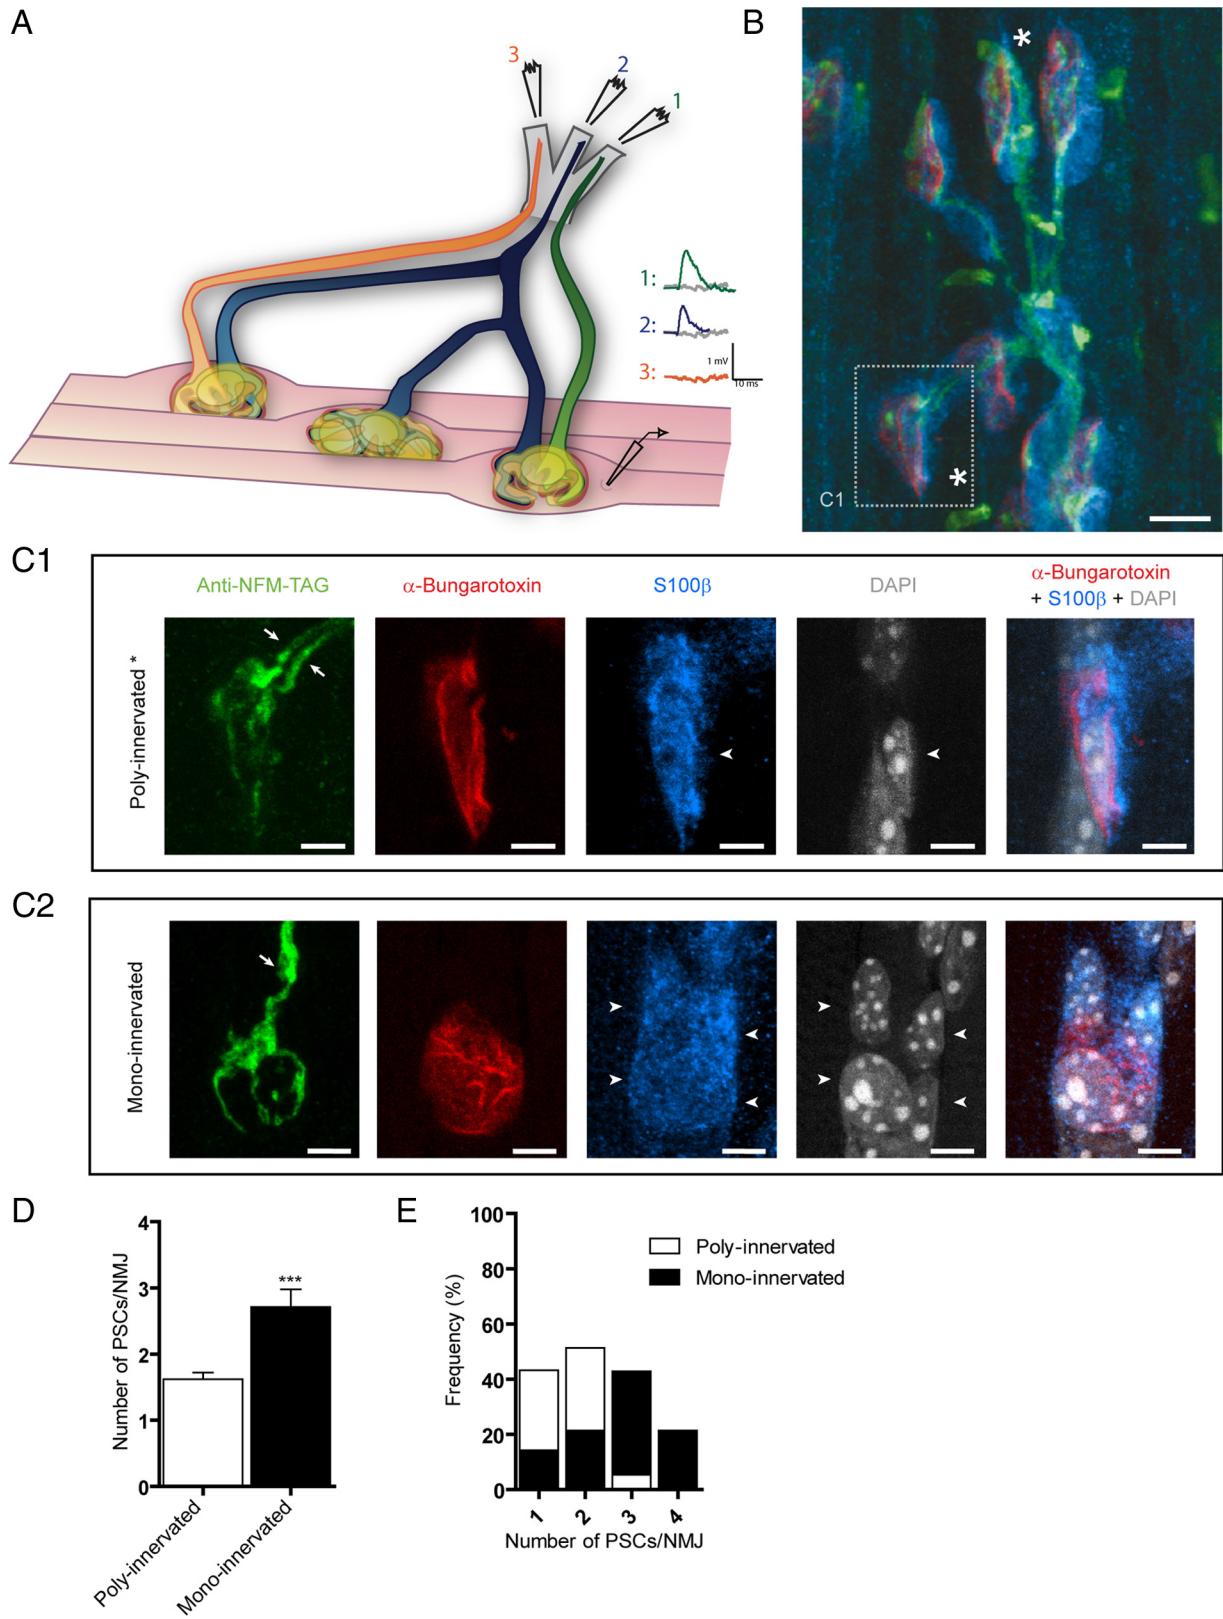 A
3
2
1
1:
2:
1 mV
3:
10 ms
B
*
*
C1
C1
Anti-NFM-TAG
α-Bungarotoxin
S100β
DAPI
α-Bungarotoxin
+ S100β + DAPI
Poly-innervated *
C2
Mono-innervated
D
4
3
2
1
0
***
Number of PSCs/NMJ
Poly-innervated
Mono-innervated
E
100
80
60
40
20
0
Frequency (%)
Poly-innervated
Mono-innervated
1
2
3
4
Number of PSCs/NMJ